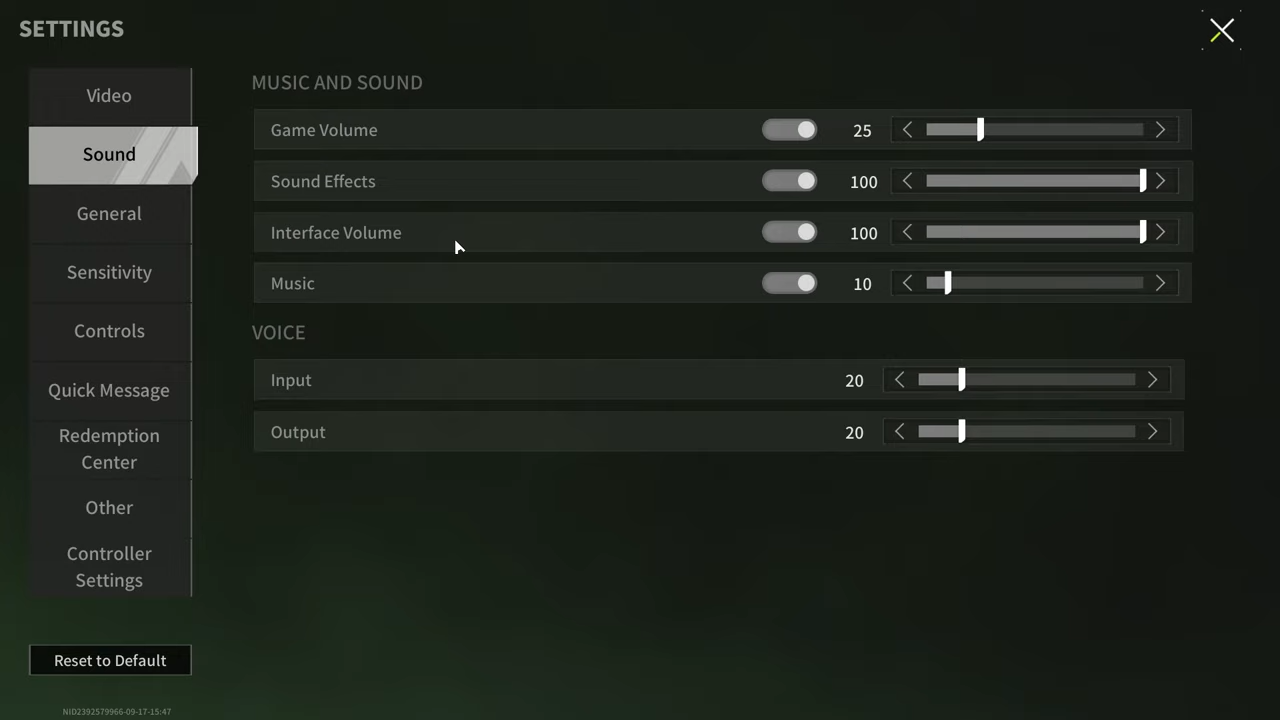 SETTINGS
Video
Sound
General
Sensitivity
Controls
Quick Message
Redemption
Center
Other
Controller
Settings
Reset to Default
NID2392579966-09-17-15:47
MUSIC AND SOUND
Game Volume 25
Sound Effects 100
Interface Volume 100
Music 10
VOICE
Input 20
Output 20